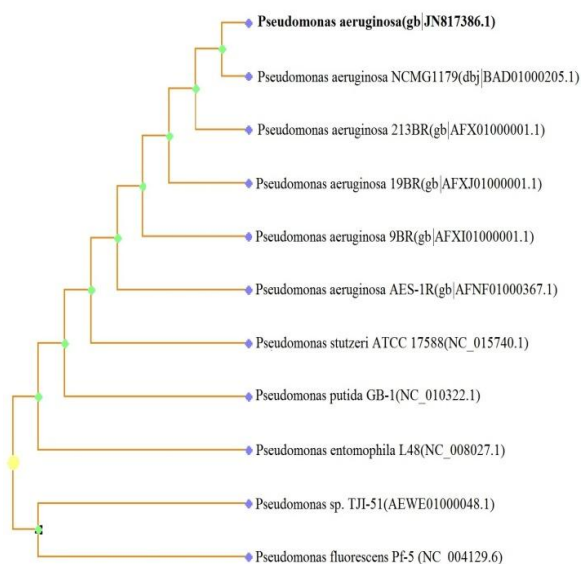 Pseudomonas aeruginosa(gb|JN817386.1)
Pseudomonas aeruginosa NCMG1179(dbj|BAD01000205.1)
Pseudomonas aeruginosa 213BR(gb|AFX01000001.1)
Pseudomonas aeruginosa 19BR(gb|AFXJ01000001.1)
Pseudomonas aeruginosa 9BR(gb|AFXI01000001.1)
Pseudomonas aeruginosa AES-1R(gb|AFNF01000367.1)
Pseudomonas stutzeri ATCC 17588(NC_015740.1)
Pseudomonas putida GB-1(NC_010322.1)
Pseudomonas entomophila L48(NC_008027.1)
Pseudomonas sp. TJI-51(AEWE01000048.1)
Pseudomonas fluorescens Pf-5 (NC_004129.6)